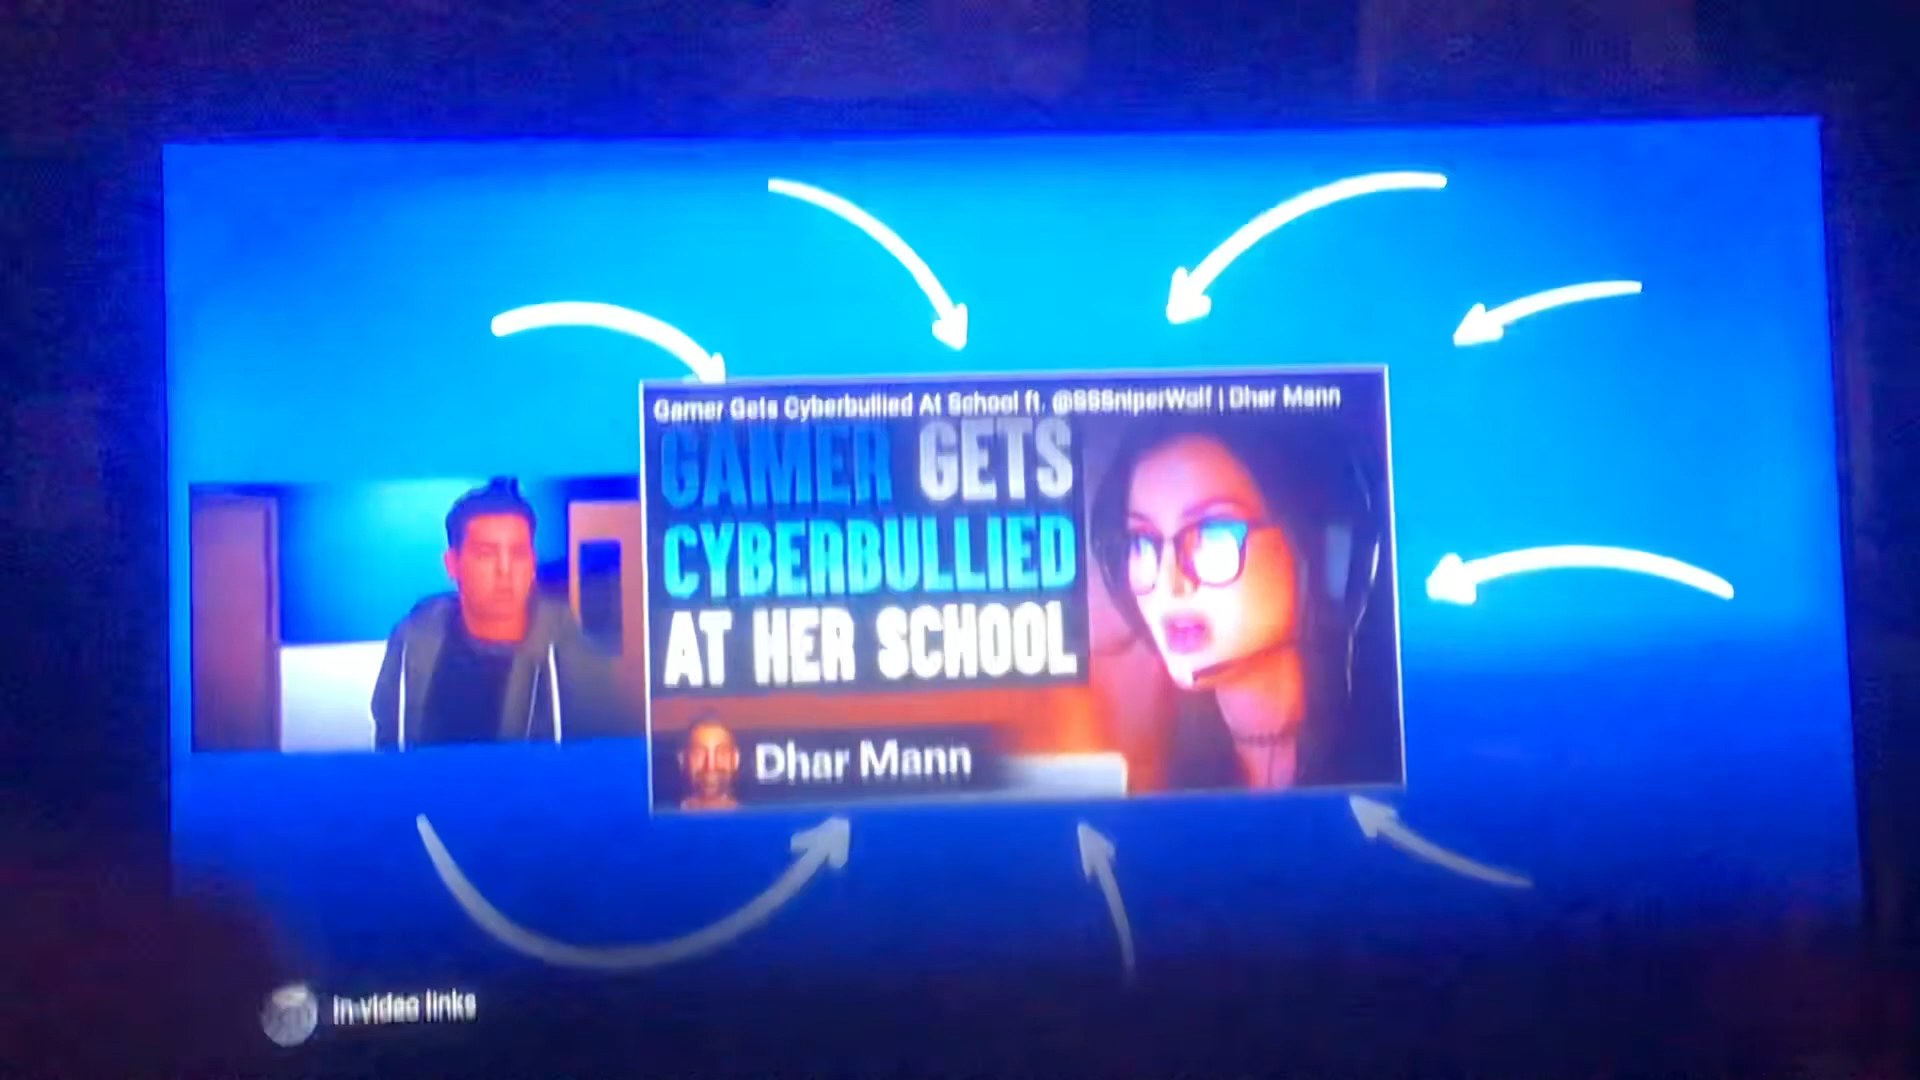 Gamer Gets Cyberbullied At School ft. @SSSniperWolf | Dhar Mann
GAMER GETS
CYBERBULLIED
AT HER SCHOOL
Dhar Mann
In-video links